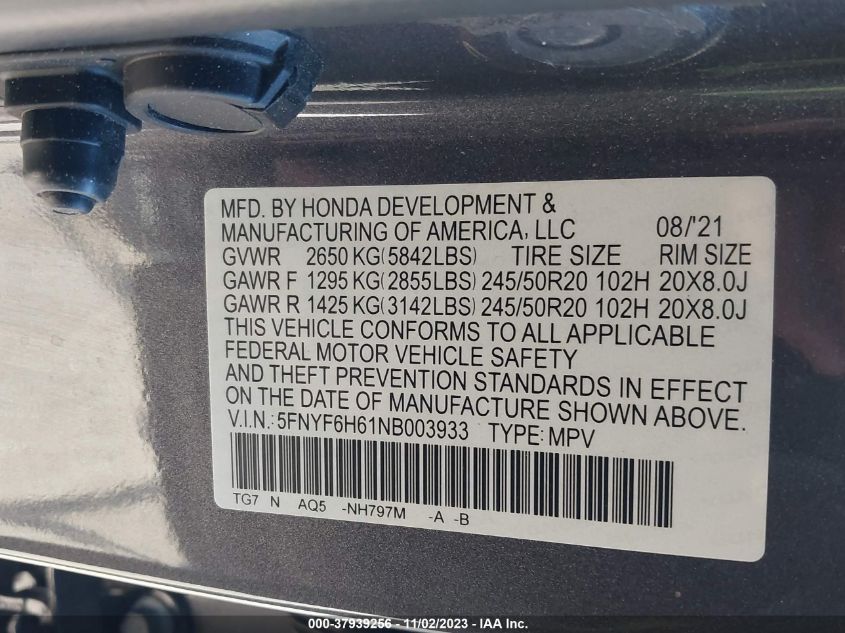 MFD. BY HONDA DEVELOPMENT &
MANUFACTURING OF AMERICA, LLC 08/'21
GVWR 2650 KG(5842LBS) TIRE SIZE RIM SIZE
GAWR F 1295 KG(2855LBS) 245/50R20 102H 20X8.0J
GAWR R 1425 KG(3142LBS) 245/50R20 102H 20X8.0J
THIS VEHICLE CONFORMS TO ALL APPLICABLE
FEDERAL MOTOR VEHICLE SAFETY
AND THEFT PREVENTION STANDARDS IN EFFECT
ON THE DATE OF MANUFACTURE SHOWN ABOVE.
V.I.N.: 5FNYF6H61NB003933 TYPE: MPV
TG7 N AQ5 -NH797M -A -B
00-37939256 - 11/02/2023 - IAA Inc.